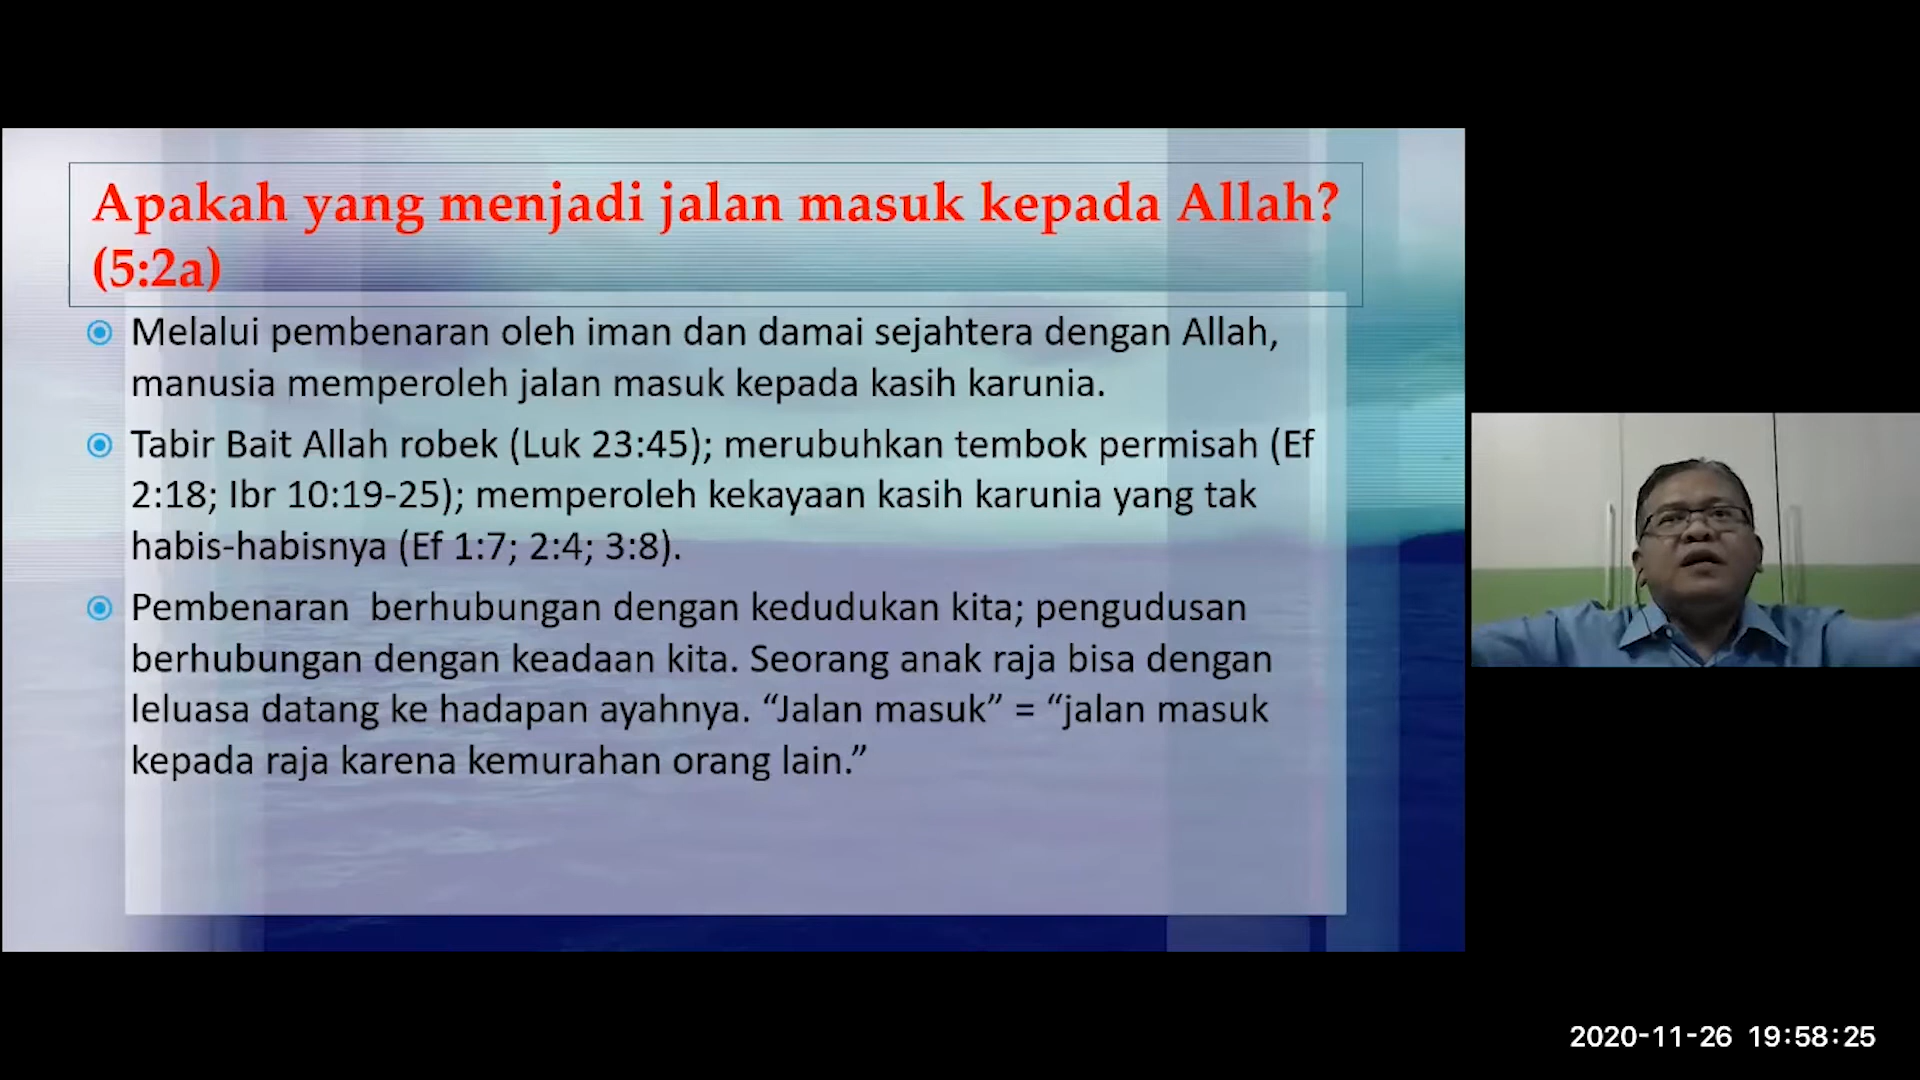 Apakah yang menjadi jalan masuk kepada Allah?
(5:2a)
Melalui pembenaran oleh iman dan damai sejahtera dengan Allah,
manusia memperoleh jalan masuk kepada kasih karunia.
Tabir Bait Allah robek (Luk 23:45); merubuhkan tembok permisah (Ef
2:18; Ibr 10:19-25); memperoleh kekayaan kasih karunia yang tak
habis-habisnya (Ef 1:7; 2:4; 3:8).
Pembenaran  berhubungan dengan kedudukan kita; pengudusan
berhubungan dengan keadaan kita. Seorang anak raja bisa dengan
leluasa datang ke hadapan ayahnya. “Jalan masuk” = “jalan masuk
kepada raja karena kemurahan orang lain.”
2020-11-26 19:58:25